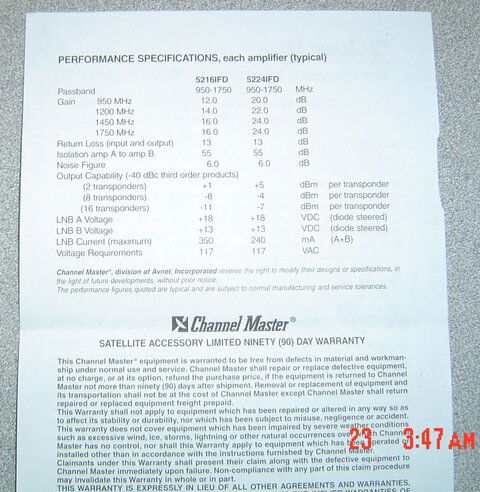 PERFORMANCE SPECIFICATIONS, each amplifier (typical)
5216IFD 5224IFD
Passband 950-1750 950-1750 MHz
Gain 950 MHz 12.0 20.0 dB
1200 MHz 14.0 22.0 dB
1450 MHz 16.0 24.0 dB
1750 MHz 16.0 24.0 dB
Return Loss (input and output) 13 13 dB
Isolation amp A to amp B 55 55 dB
Noise Figure 6.0 6.0 dB
Output Capability (-40 dBc third order products)
(2 transponders) +1 +5 dBm per transponder
(8 transponders) -8 -4 dBm per transponder
(16 transponders) -11 -7 dBm per transponder
LNB A Voltage +18 +18 VDC (diode steered)
LNB B Voltage +13 +13 VDC (diode steered)
LNB Current (maximum) 350 240 mA (A+B)
Voltage Requirements 117 117 VAC
Channel Master®, division of Avnet, Incorporated reserve the right to modify their designs or specifications, in
the light of future developments, without prior notice.
The performance figures quoted are typical and are subject to normal manufacturing and service tolerances.
Channel Master®
SATELLITE ACCESSORY LIMITED NINETY (90) DAY WARRANTY
This Channel Master® equipment is warranted to be free from defects in material and workman-
ship under normal use and service. Channel Master shall repair or replace defective equipment,
at no charge, or at its option, refund the purchase price, if the equipment is returned to Channel
Master not more than ninety (90) days after shipment. Removal or replacement of equipment and
its transportation shall not be at the cost of Channel Master except Channel Master shall return
repaired or replaced equipment freight prepaid.
This Warranty shall not apply to equipment which has been repaired or altered in any way so as
to affect its stability or durability, nor which has been subject to misuse, negligence or accident.
This warranty does not cover equipment which has been impaired by severe weather conditions
such as excessive wind, ice, storms, lightning or other natural occurrences over which Channel
Master has no control, nor shall this Warranty apply to equipment which has been operated or
installed other than in accordance with the instructions furnished by Channel Master.
Claimants under this Warranty shall present their claim along with the defective equipment to
Channel Master immediately upon failure. Non-compliance with any part of this claim procedure
may invalidate this Warranty in whole or in part.
THIS WARRANTY IS EXPRESSLY IN LIEU OF ALL OTHER AGREEMENTS AND WARRANTIES,
23 3:47 AM